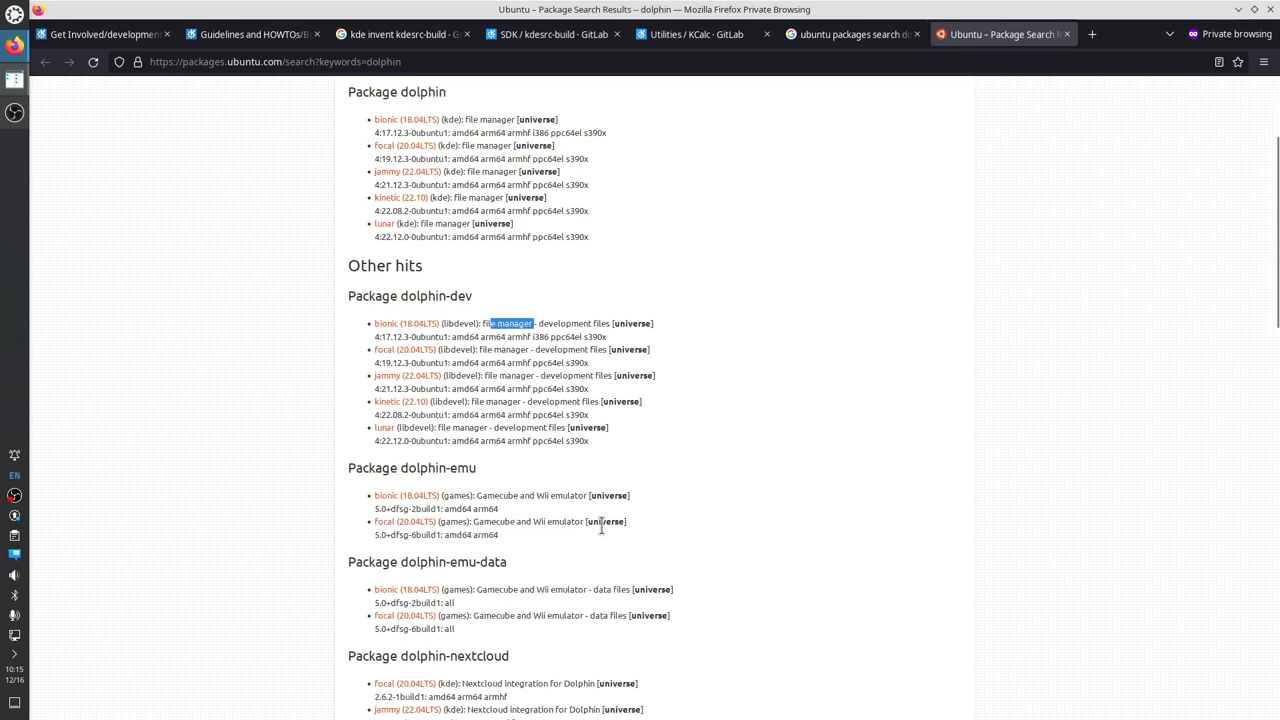 Ubuntu – Package Search Results -- dolphin — Mozilla Firefox Private Browsing
Get Involved/developmen
Guidelines and HOWTOs/B
kde invent kdesrc-build - G
SDK / kdesrc-build · GitLab
Utilities / KCalc · GitLab
ubuntu packages search do
Ubuntu – Package Search R
Private browsing
https://packages.ubuntu.com/search?keywords=dolphin
Package dolphin
bionic (18.04LTS) (kde): file manager [universe]
4:17.12.3-0ubuntu1: amd64 arm64 armhf i386 ppc64el s390x
focal (20.04LTS) (kde): file manager [universe]
4:19.12.3-0ubuntu1: amd64 arm64 armhf ppc64el s390x
jammy (22.04LTS) (kde): file manager [universe]
4:21.12.3-0ubuntu1: amd64 arm64 armhf ppc64el s390x
kinetic (22.10) (kde): file manager [universe]
4:22.08.2-0ubuntu1: amd64 arm64 armhf ppc64el s390x
lunar (kde): file manager [universe]
4:22.12.0-0ubuntu1: amd64 arm64 armhf ppc64el s390x
Other hits
Package dolphin-dev
bionic (18.04LTS) (libdevel): file manager - development files [universe]
4:17.12.3-0ubuntu1: amd64 arm64 armhf i386 ppc64el s390x
focal (20.04LTS) (libdevel): file manager - development files [universe]
4:19.12.3-0ubuntu1: amd64 arm64 armhf ppc64el s390x
jammy (22.04LTS) (libdevel): file manager - development files [universe]
4:21.12.3-0ubuntu1: amd64 arm64 armhf ppc64el s390x
kinetic (22.10) (libdevel): file manager - development files [universe]
4:22.08.2-0ubuntu1: amd64 arm64 armhf ppc64el s390x
lunar (libdevel): file manager - development files [universe]
4:22.12.0-0ubuntu1: amd64 arm64 armhf ppc64el s390x
Package dolphin-emu
bionic (18.04LTS) (games): Gamecube and Wii emulator [universe]
5.0+dfsg-2build1: amd64 arm64
focal (20.04LTS) (games): Gamecube and Wii emulator [universe]
5.0+dfsg-6build1: amd64 arm64
Package dolphin-emu-data
bionic (18.04LTS) (games): Gamecube and Wii emulator - data files [universe]
5.0+dfsg-2build1: all
focal (20.04LTS) (games): Gamecube and Wii emulator - data files [universe]
5.0+dfsg-6build1: all
Package dolphin-nextcloud
focal (20.04LTS) (kde): Nextcloud integration for Dolphin [universe]
2.6.2-1build1: amd64 arm64 armhf
jammy (22.04LTS) (kde): Nextcloud integration for Dolphin [universe]
EN
10:15
12/16